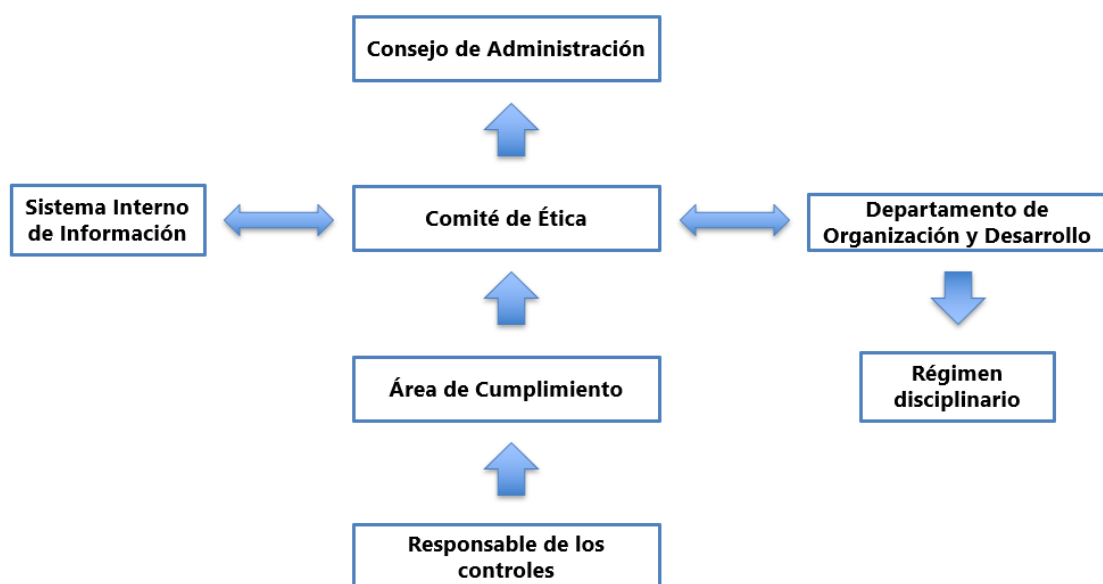 Consejo de Administración
Sistema Interno
de Información
Comité de Ética
Departamento de
Organización y Desarrollo
Área de Cumplimiento
Régimen
disciplinario
Responsable de los
controles